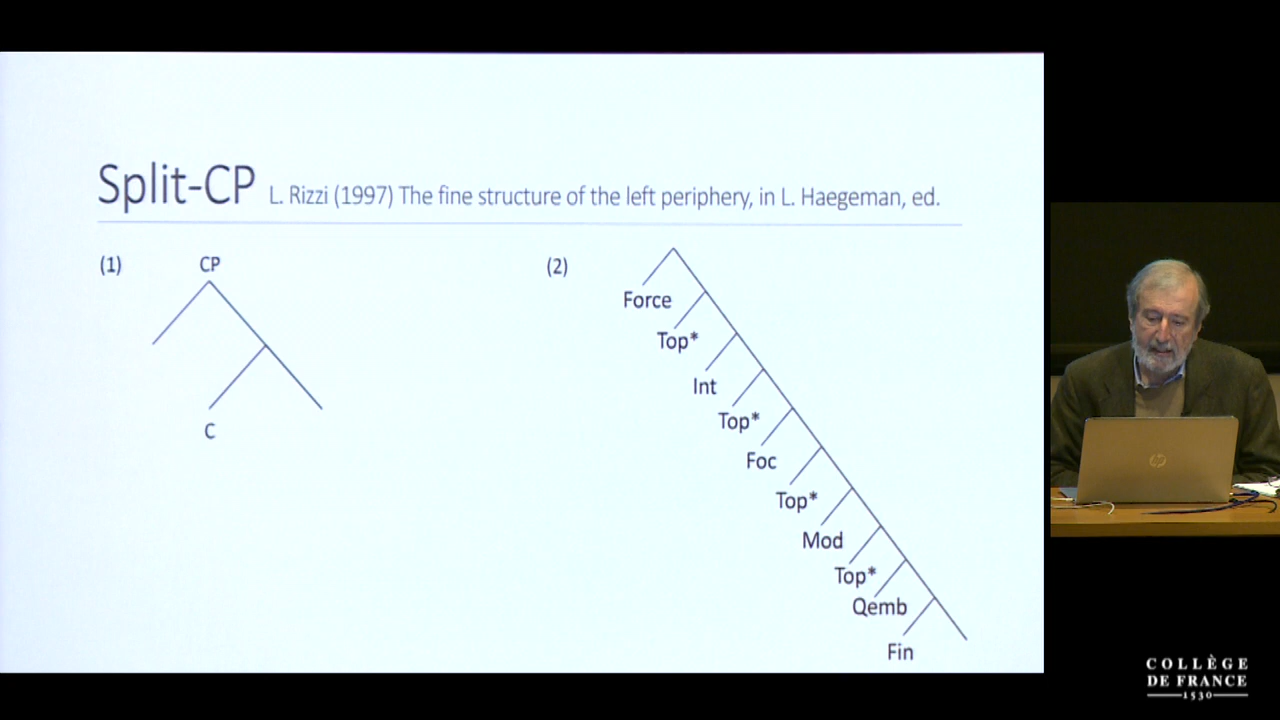 Split-CP L. Rizzi (1997) The fine structure of the left periphery, in L. Haegeman, ed.
(1)
CP
C
(2)
Force
Top*
Int
Top*
Foc
Top*
Mod
Top*
Qemb
Fin
hp
COLLÈGE
DE FRANCE
1530